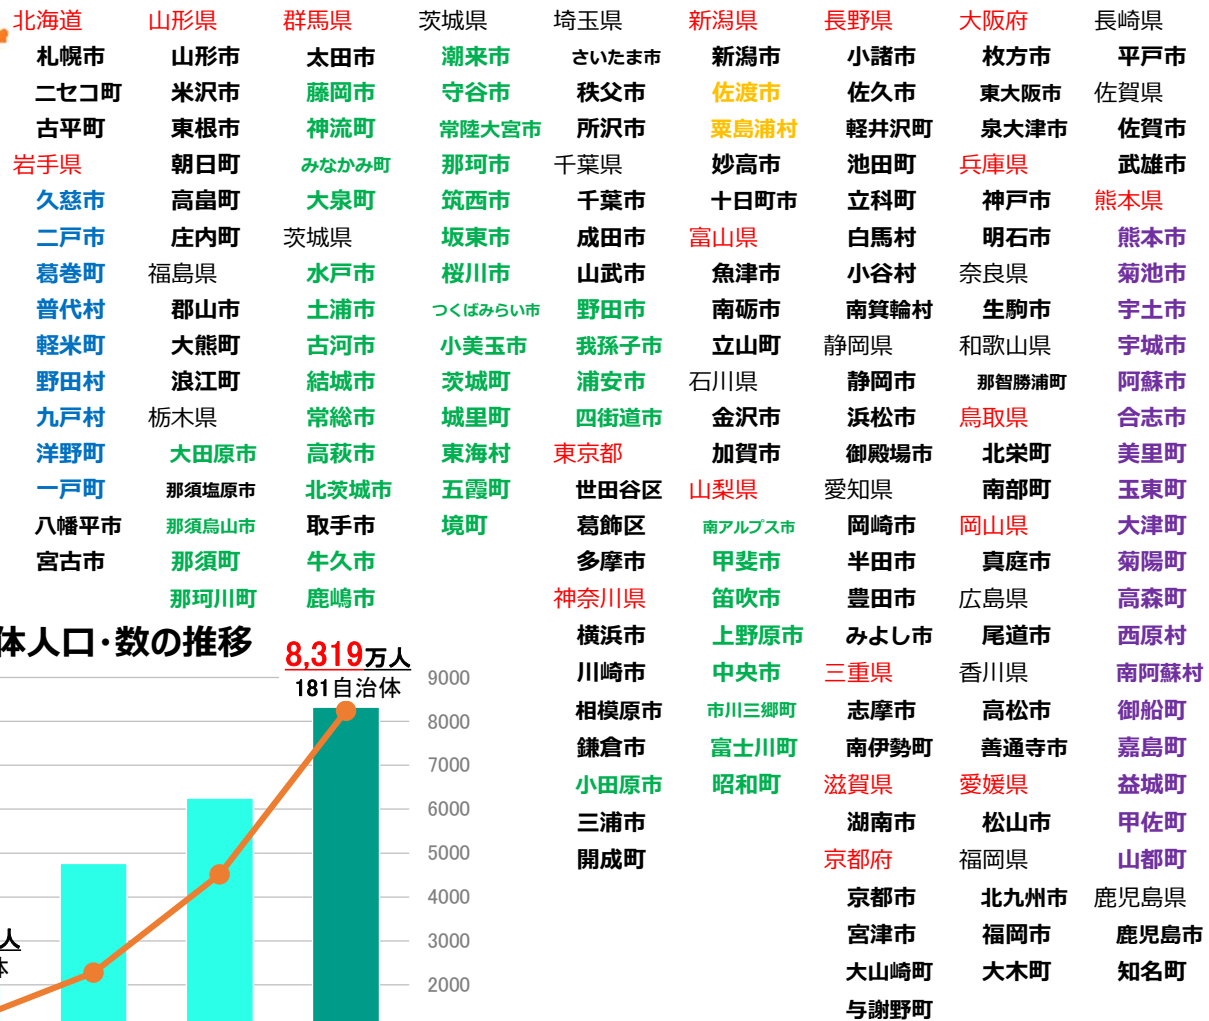 北海道
札幌市
ニセコ町
古平町
岩手県
久慈市
二戸市
葛巻町
普代村
軽米町
野田村
九戸村
洋野町
一戸町
八幡平市
宮古市
山形県
山形市
米沢市
東根市
朝日町
高畠町
庄内町
福島県
郡山市
大熊町
浪江町
栃木県
大田原市
那須塩原市
那須烏山市
那須町
那珂川町
群馬県
太田市
藤岡市
神流町
みなかみ町
大泉町
茨城県
水戸市
土浦市
古河市
結城市
常総市
高萩市
北茨城市
取手市
牛久市
鹿嶋市
茨城県
潮来市
守谷市
常陸大宮市
那珂市
筑西市
坂東市
桜川市
つくばみらい市
小美玉市
茨城町
城里町
東海村
五霞町
境町
埼玉県
さいたま市
秩父市
所沢市
千葉県
千葉市
成田市
山武市
野田市
我孫子市
浦安市
四街道市
東京都
世田谷区
葛飾区
多摩市
神奈川県
横浜市
川崎市
相模原市
鎌倉市
小田原市
三浦市
開成町
新潟県
新潟市
佐渡市
粟島浦村
妙高市
十日町市
富山県
魚津市
南砺市
立山町
石川県
金沢市
加賀市
山梨県
南アルプス市
甲斐市
笛吹市
上野原市
中央市
市川三郷町
富士川町
昭和町
長野県
小諸市
佐久市
軽井沢町
池田町
立科町
白馬村
小谷村
南箕輪村
静岡県
静岡市
浜松市
御殿場市
愛知県
岡崎市
半田市
豊田市
みよし市
三重県
志摩市
南伊勢町
滋賀県
湖南市
京都府
京都市
宮津市
大山崎町
与謝野町
大阪府
枚方市
東大阪市
泉大津市
兵庫県
神戸市
明石市
奈良県
生駒市
和歌山県
那智勝浦町
鳥取県
北栄町
南部町
岡山県
真庭市
広島県
尾道市
香川県
高松市
善通寺市
愛媛県
松山市
福岡県
北九州市
福岡市
大木町
長崎県
平戸市
佐賀県
佐賀市
武雄市
熊本県
熊本市
菊池市
宇土市
宇城市
阿蘇市
合志市
美里町
玉東町
大津町
菊陽町
高森町
西原村
南阿蘇村
御船町
嘉島町
益城町
甲佐町
山都町
鹿児島県
鹿児島市
知名町
体人口・数の推移
8,319万人
181自治体
9000
8000
7000
6000
5000
4000
3000
2000
人
体